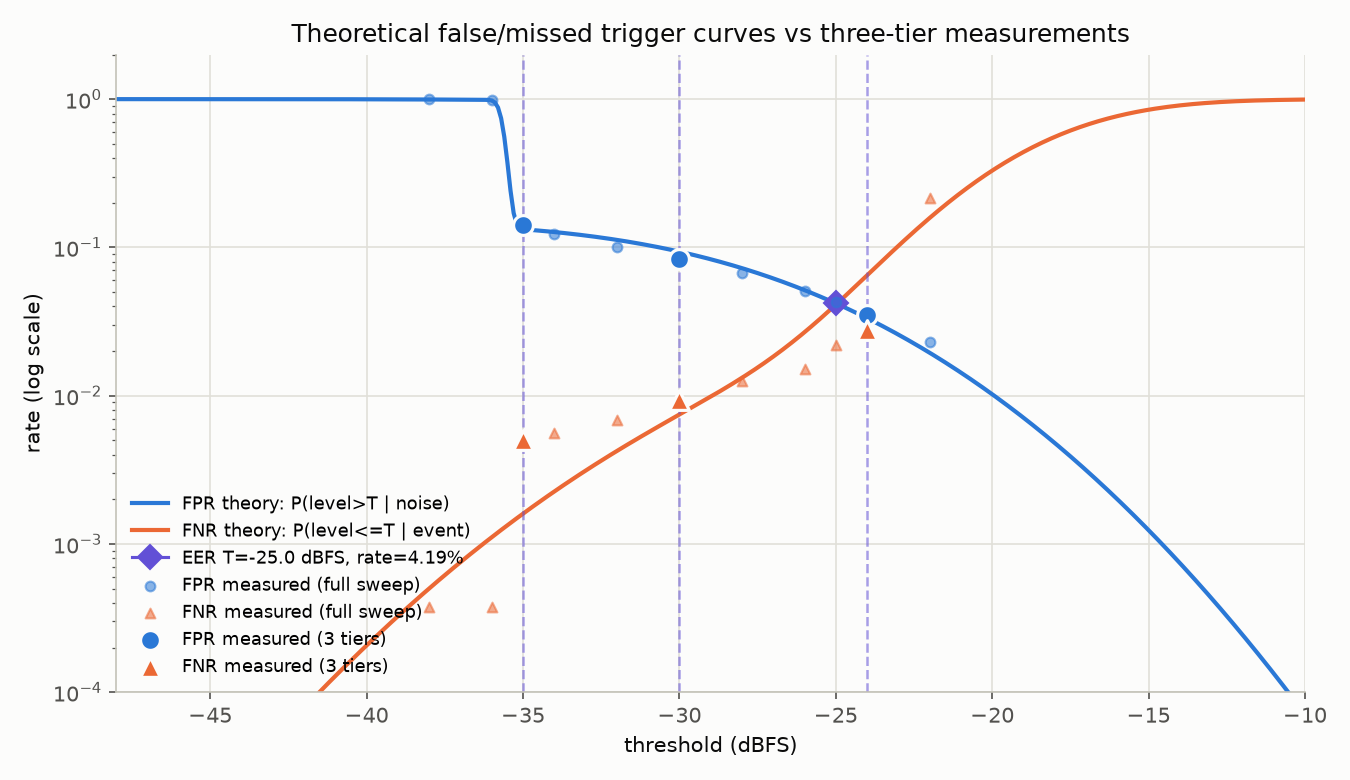 Theoretical false/missed trigger curves vs three-tier measurements
rate (log scale)
10⁰
10⁻¹
10⁻²
10⁻³
10⁻⁴
FPR theory: P(level>T | noise)
FNR theory: P(level<=T | event)
EER T=-25.0 dBFS, rate=4.19%
FPR measured (full sweep)
FNR measured (full sweep)
FPR measured (3 tiers)
FNR measured (3 tiers)
−45 −40 −35 −30 −25 −20 −15 −10
threshold (dBFS)